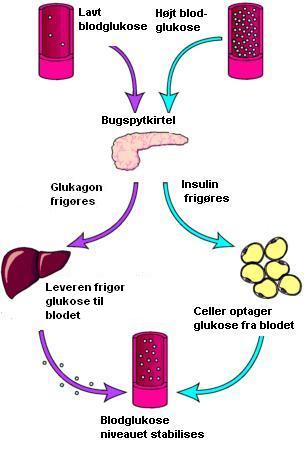 Lavt
blodglukose
Højt blod-
glukose
Bugspytkirtel
Glukagon
frigøres
Insulin
frigøres
Leveren frigør
glukose til
blodet
Celler optager
glukose fra blodet
Blodglukose
niveauet stabilises